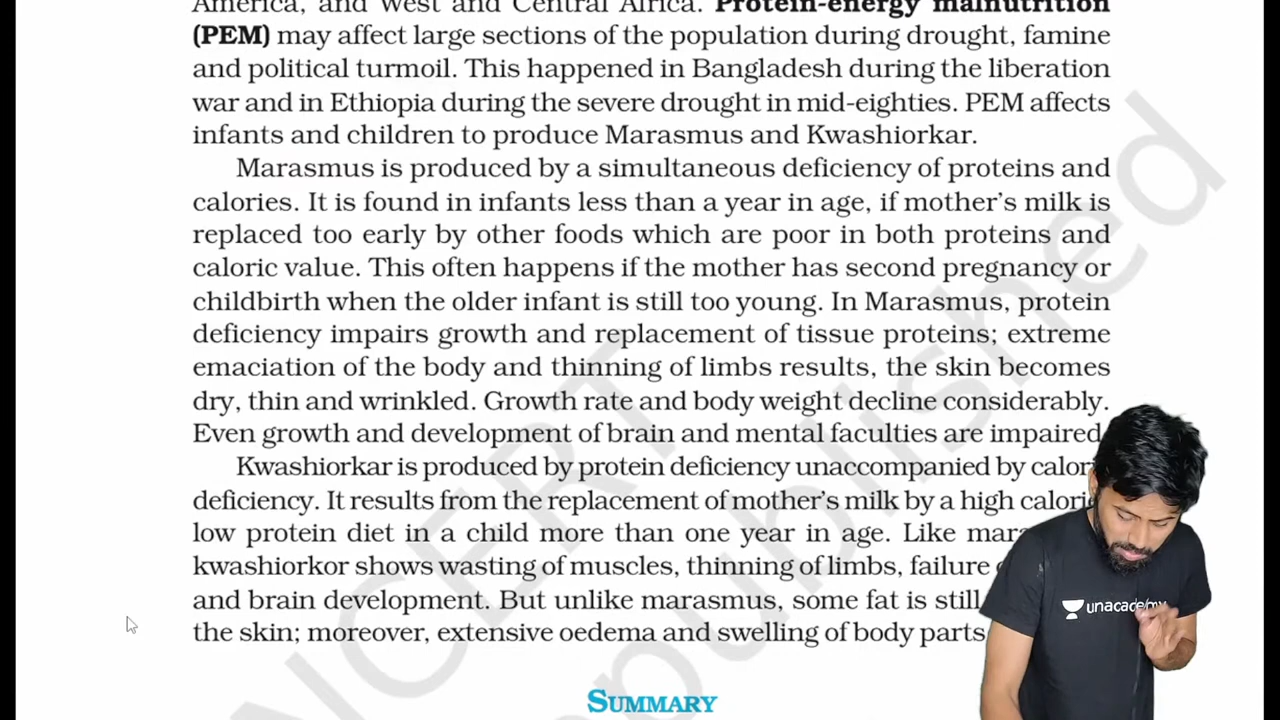 America, and West and Central Africa. Protein-energy malnutrition
(PEM) may affect large sections of the population during drought, famine
and political turmoil. This happened in Bangladesh during the liberation
war and in Ethiopia during the severe drought in mid-eighties. PEM affects
infants and children to produce Marasmus and Kwashiorkar.
Marasmus is produced by a simultaneous deficiency of proteins and
calories. It is found in infants less than a year in age, if mother's milk is
replaced too early by other foods which are poor in both proteins and
caloric value. This often happens if the mother has second pregnancy or
childbirth when the older infant is still too young. In Marasmus, protein
deficiency impairs growth and replacement of tissue proteins; extreme
emaciation of the body and thinning of limbs results, the skin becomes
dry, thin and wrinkled. Growth rate and body weight decline considerably.
Even growth and development of brain and mental faculties are impaired
Kwashiorkar is produced by protein deficiency unaccompanied by calor
deficiency. It results from the replacement of mother's milk by a high calori
low protein diet in a child more than one year in age. Like mara
kwashiorkor shows wasting of muscles, thinning of limbs, failure
and brain development. But unlike marasmus, some fat is still
the skin; moreover, extensive oedema and swelling of body parts
SUMMARY
unacademy
NCERT
republished